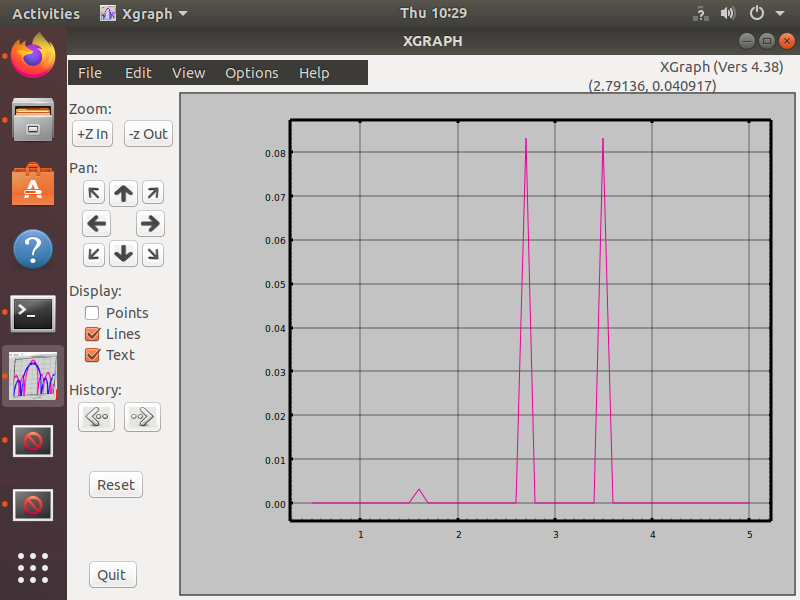 Activities Xgraph Thu 10:29
XGRAPH
File Edit View Options Help XGraph (Vers 4.38)
(2.79136, 0.040917)
Zoom:
+Z In -z Out
Pan:
Display:
Points
Lines
Text
History:
Reset
Quit
0.08
0.07
0.06
0.05
0.04
0.03
0.02
0.01
0.00
1 2 3 4 5